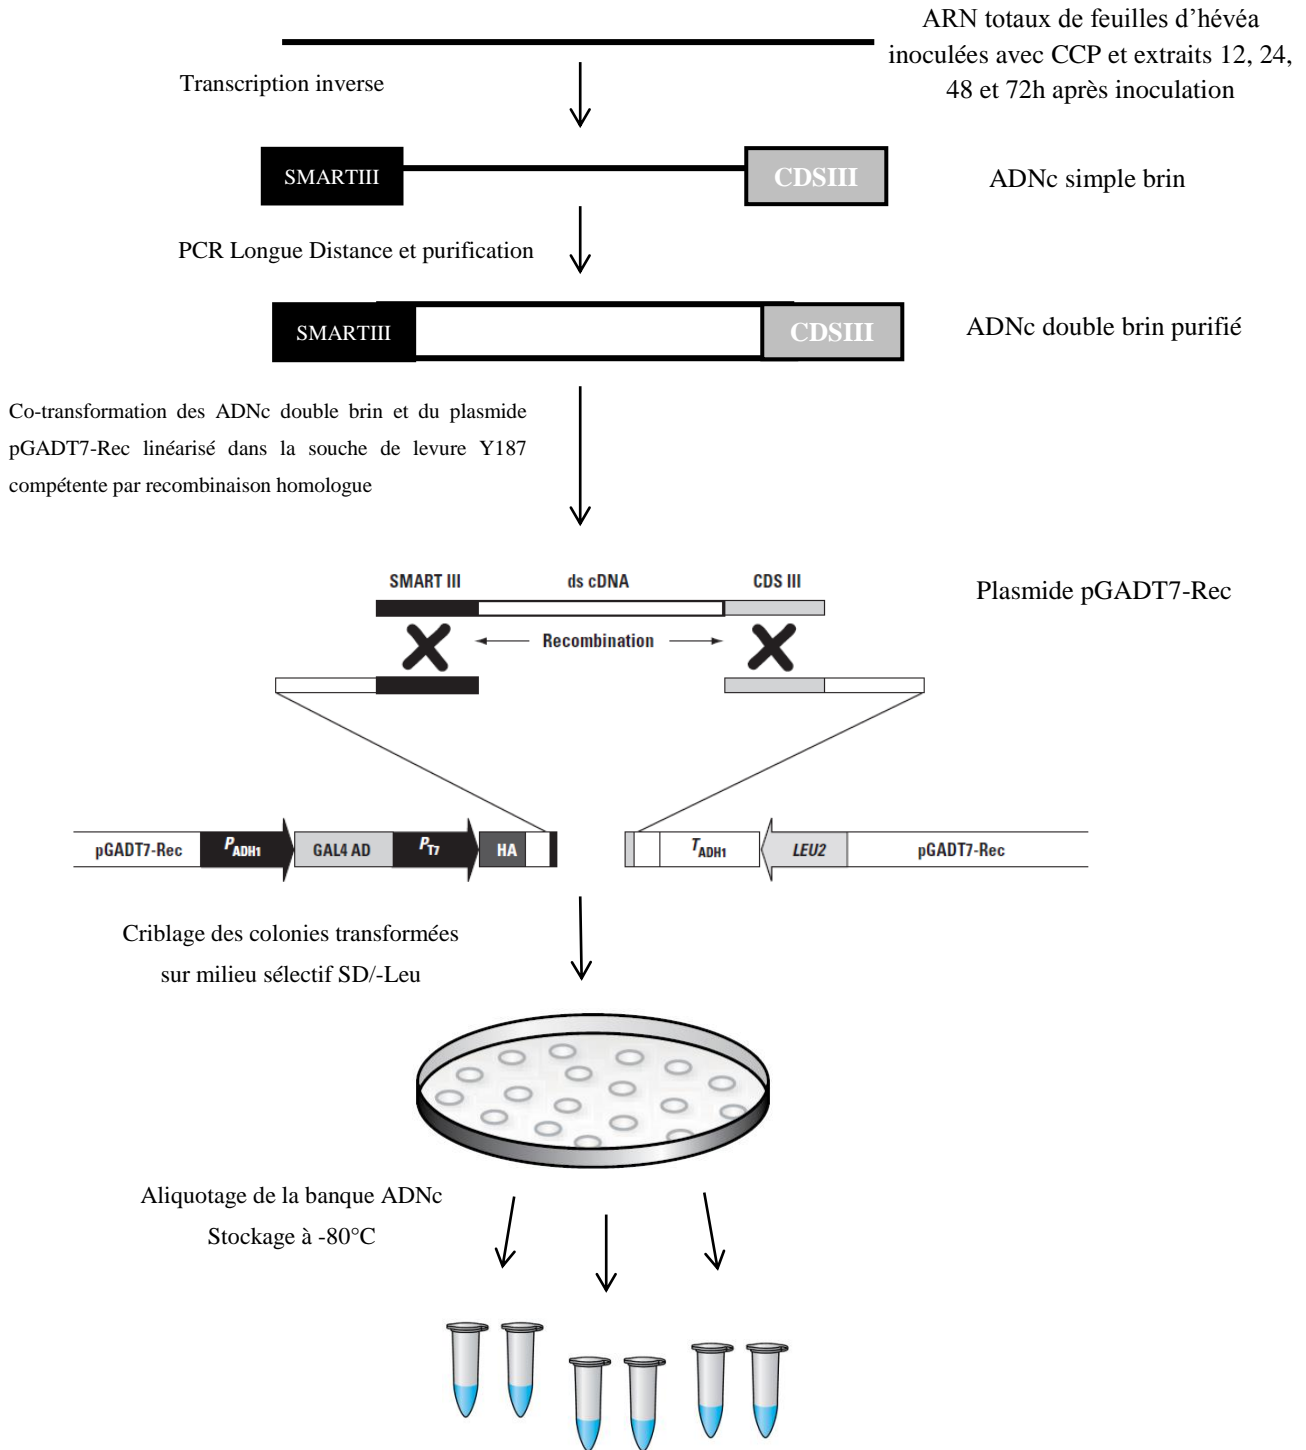 ARN totaux de feuilles d’hévéa
inoculées avec CCP et extraits 12, 24,
48 et 72h après inoculation
Transcription inverse
SMARTIII
CDSIII
ADNc simple brin
PCR Longue Distance et purification
SMARTIII
CDSIII
ADNc double brin purifié
Co-transformation des ADNc double brin et du plasmide
pGADT7-Rec linéarisé dans la souche de levure Y187
compétente par recombinaison homologue
SMART III
ds cDNA
CDS III
Plasmide pGADT7-Rec
Recombination
pGADT7-Rec
PADH1
GAL4 AD
PT7
HA
TADH1
LEU2
pGADT7-Rec
Criblage des colonies transformées
sur milieu sélectif SD/-Leu
Aliquotage de la banque ADNc
Stockage à -80°C